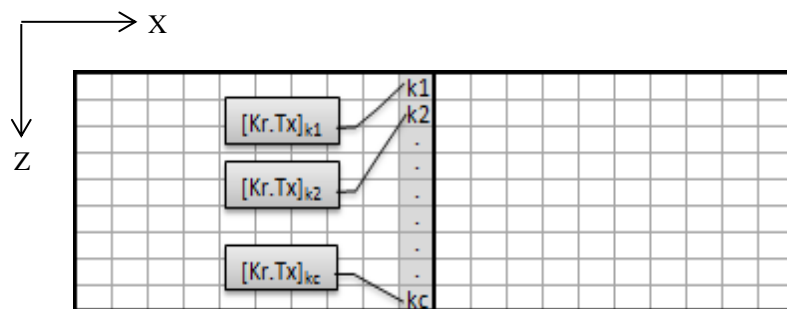 X
k1
[Kr.Tx]k1
k2
Z
.
.
[Kr.Tx]k2
.
.
.
[Kr.Tx]kc
.
kc